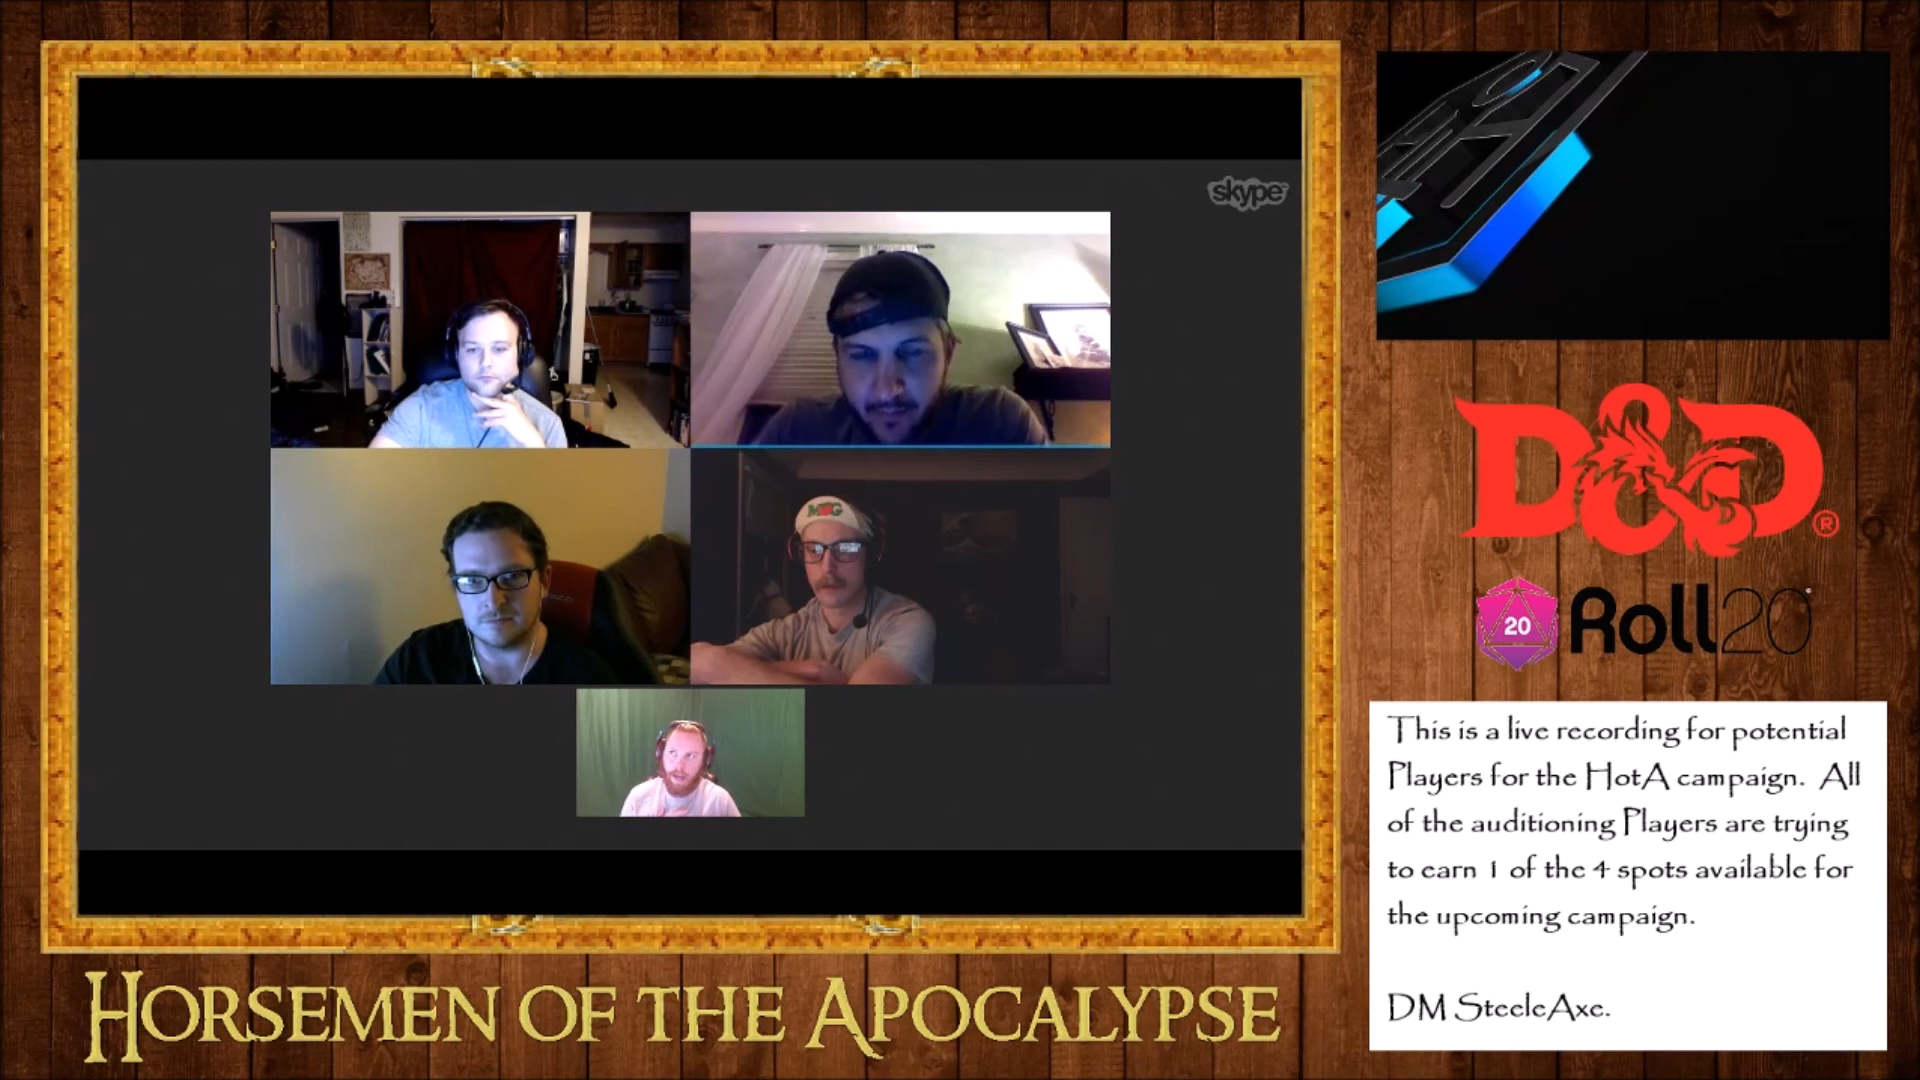 skype
D&D®
20 Roll20
This is a live recording for potential
Players for the HotA campaign. All
of the auditioning Players are trying
to earn 1 of the 4 spots available for
the upcoming campaign.
DM SteeleAxe.
HORSEMEN OF THE APOCALYPSE